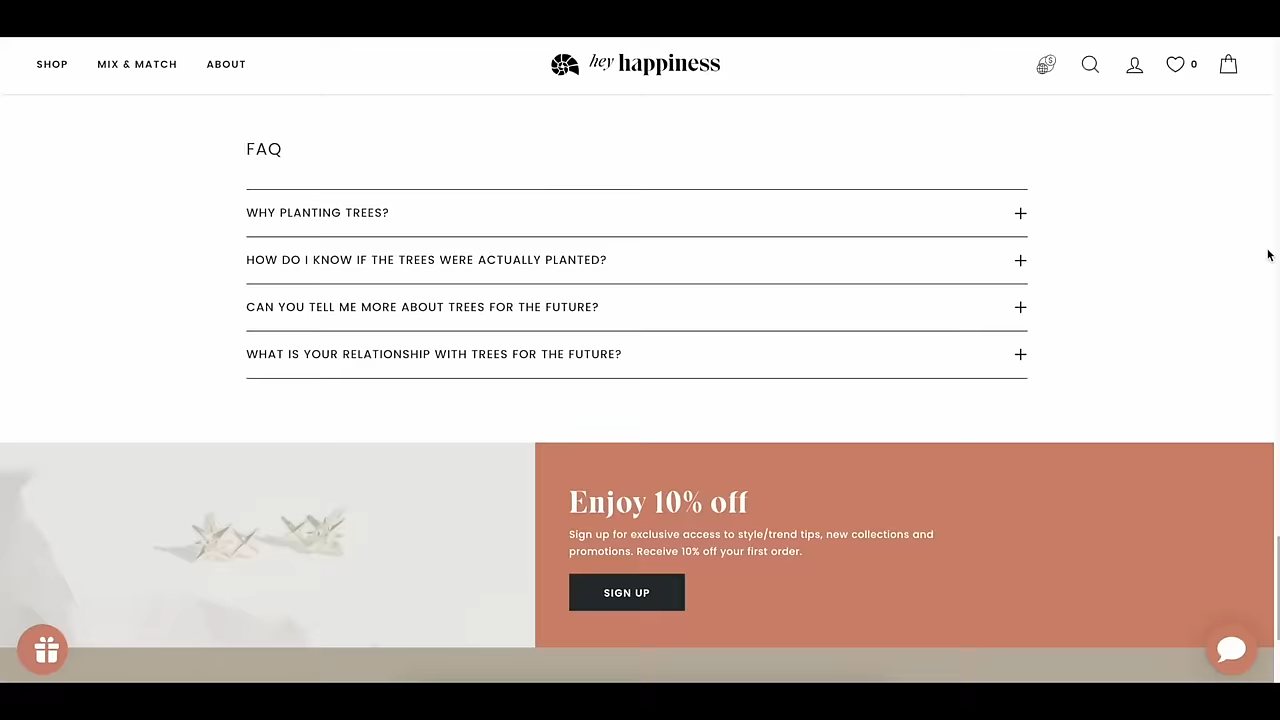 SHOP MIX & MATCH ABOUT hey happiness 0
FAQ
WHY PLANTING TREES?
HOW DO I KNOW IF THE TREES WERE ACTUALLY PLANTED?
CAN YOU TELL ME MORE ABOUT TREES FOR THE FUTURE?
WHAT IS YOUR RELATIONSHIP WITH TREES FOR THE FUTURE?
Enjoy 10% off
Sign up for exclusive access to style/trend tips, new collections and
promotions. Receive 10% off your first order.
SIGN UP